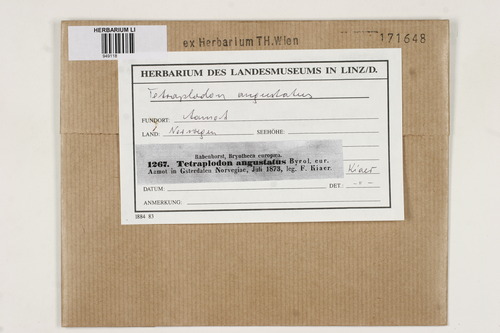 HERBARIUM LI
949118
ex Herbarium TH.Wien
171648
HERBARIUM DES LANDESMUSEUMS IN LINZ/D.
Tetraplodon angustatus
FUNDORT: Aamot
LAND: Norwegen SEEHÖHE:
Rabenhorst, Bryotheca europaea.
1267. Tetraplodon angustatus Byrol, eur.
Aamot in Österdalen Norvegiae, Juli 1873, leg. F. Kiaer.
Kiaer
DATUM: DET.: -"-
ANMERKUNG:
1884 83